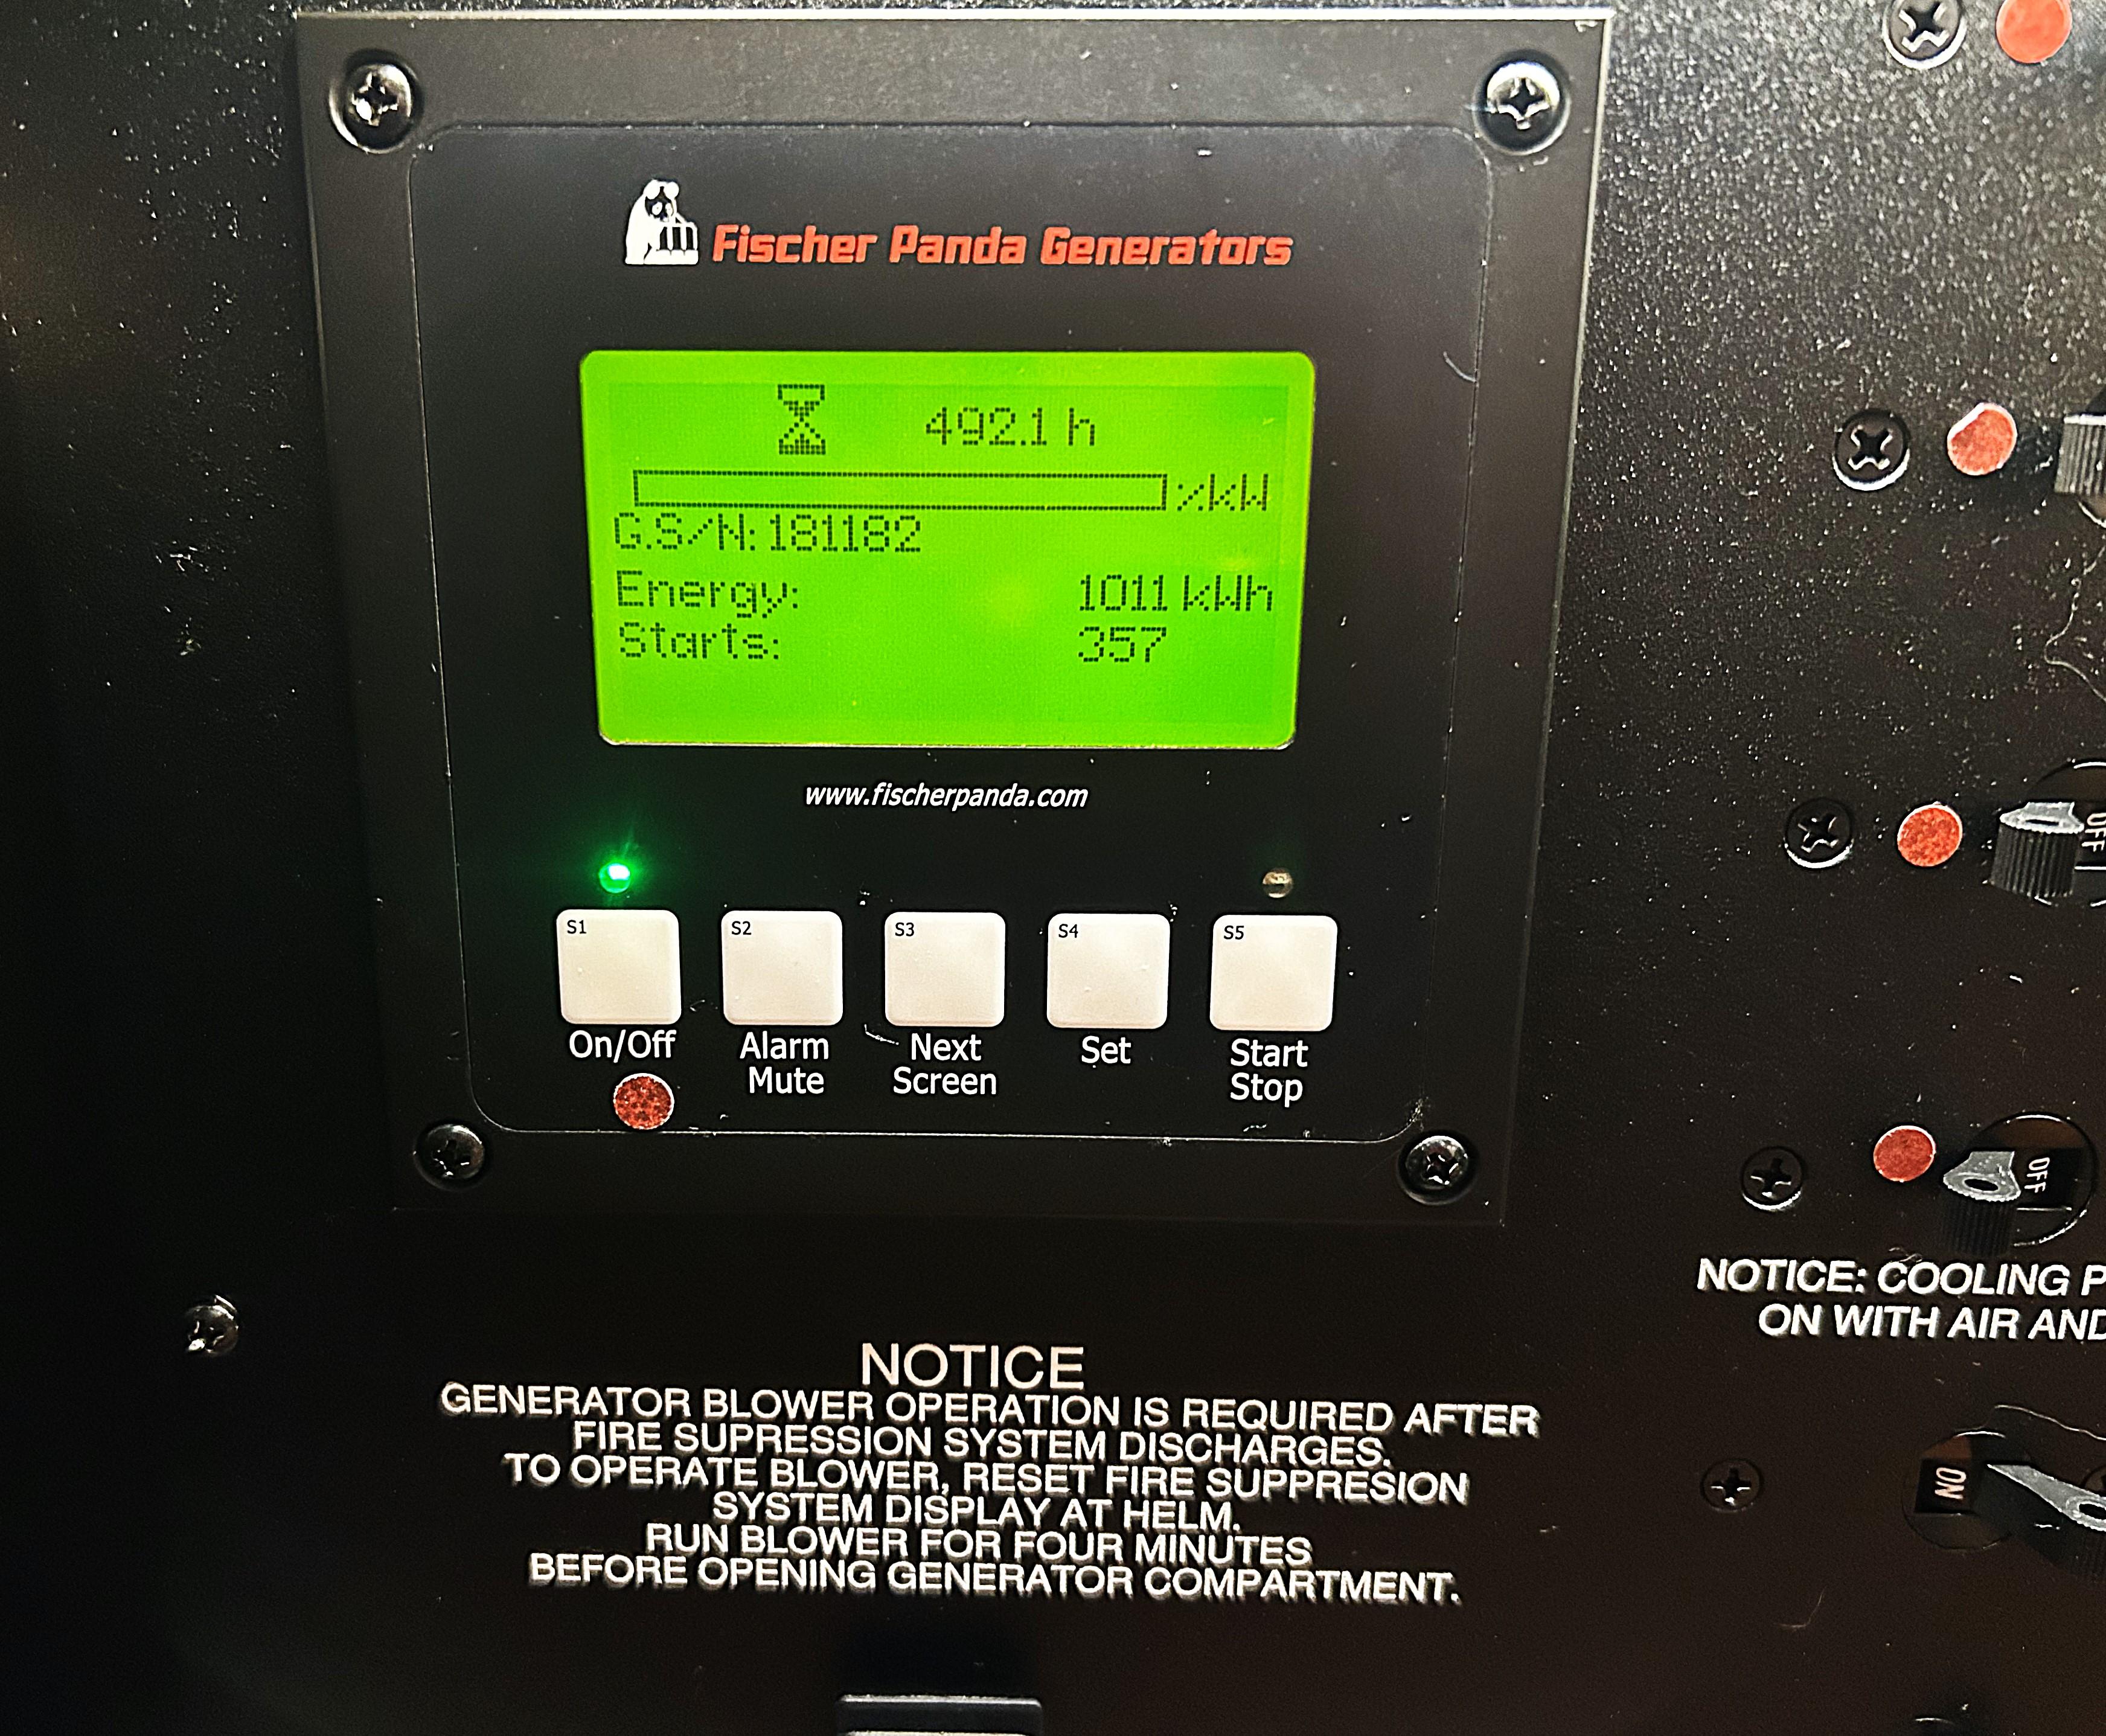 Fischer Panda Generators
492.1 h
%kW
G.S/N: 181182
Energy: 1011 kWh
Starts: 357
www.fischerpanda.com
S1 S2 S3 S4 S5
On/Off Alarm Mute Next Screen Set Start Stop
OFF
OFF
NOTICE: COOLING
ON WITH AIR AND
ON
NOTICE
GENERATOR BLOWER OPERATION IS REQUIRED AFTER
FIRE SUPRESSION SYSTEM DISCHARGES.
TO OPERATE BLOWER, RESET FIRE SUPPRESION
SYSTEM DISPLAY AT HELM.
RUN BLOWER FOR FOUR MINUTES
BEFORE OPENING GENERATOR COMPARTMENT.